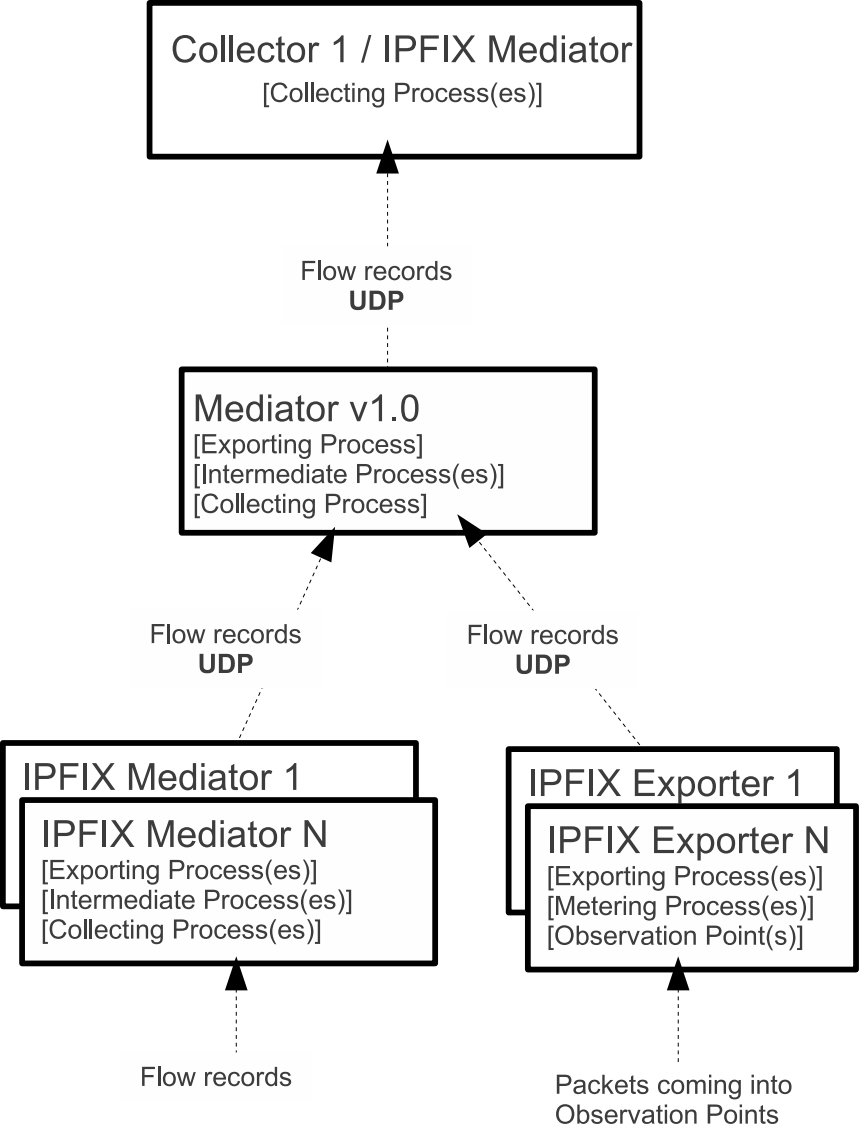 Collector 1 / IPFIX Mediator
[Collecting Process(es)]
Flow records
UDP
Mediator v1.0
[Exporting Process]
[Intermediate Process(es)]
[Collecting Process]
Flow records
UDP
Flow records
UDP
IPFIX Mediator 1
IPFIX Mediator N
[Exporting Process(es)]
[Intermediate Process(es)]
[Collecting Process(es)]
IPFIX Exporter 1
IPFIX Exporter N
[Exporting Process(es)]
[Metering Process(es)]
[Observation Point(s)]
Flow records
Packets coming into
Observation Points